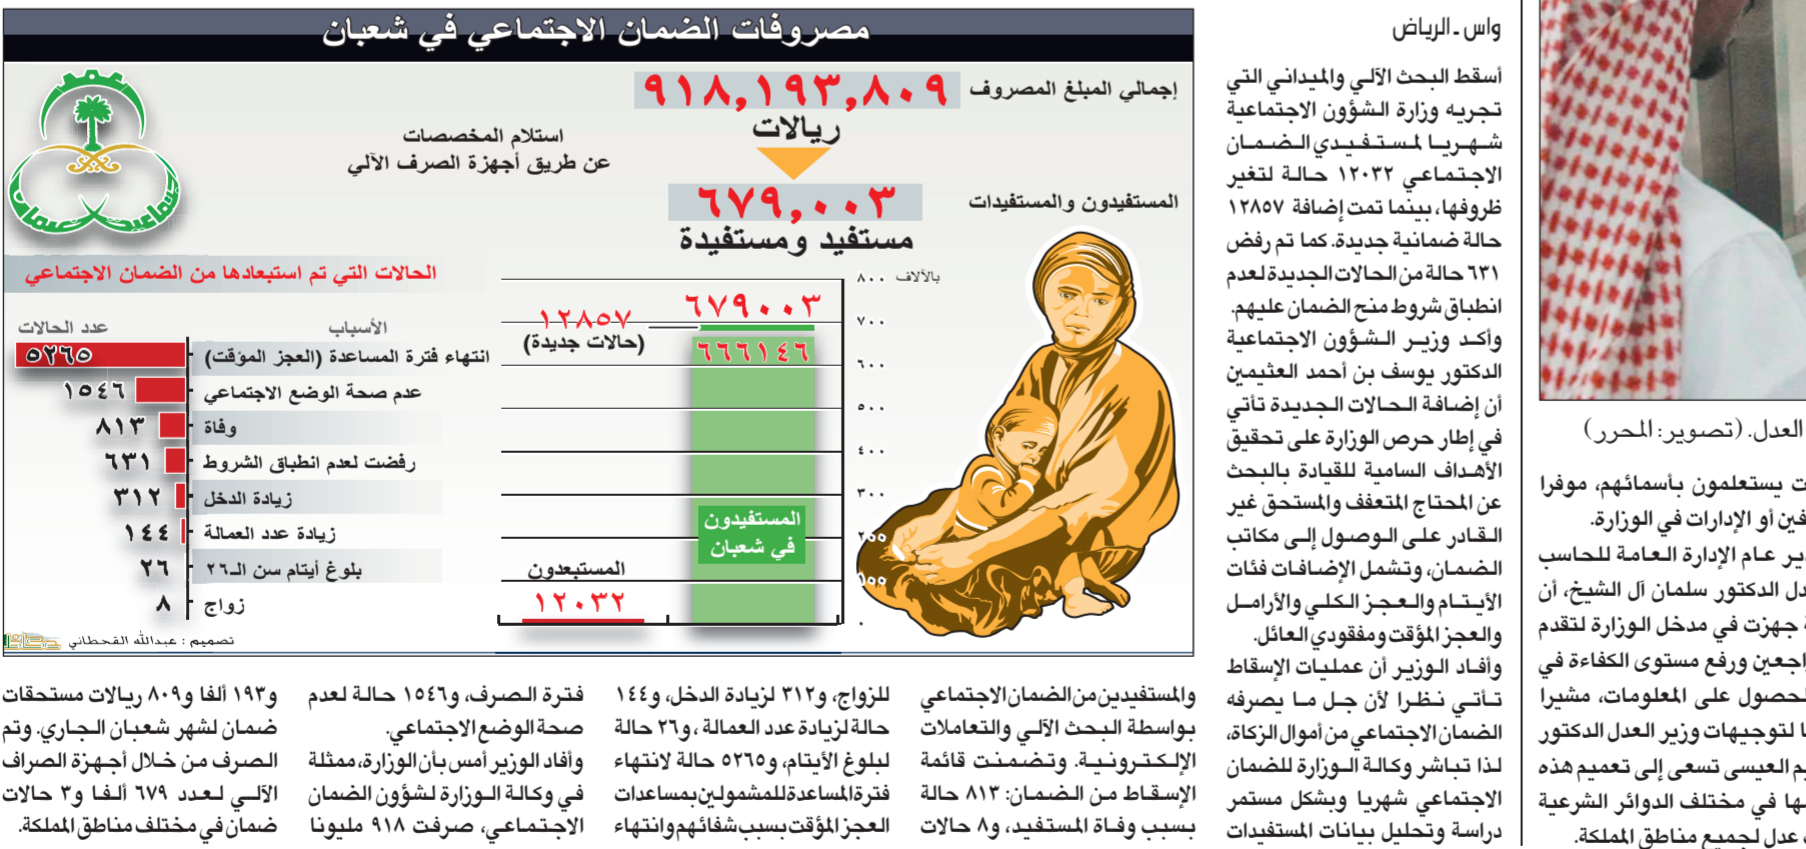 العدل. (تصوير: المحرر)
ت يستعلمون بأسمائهم، موفرا
فين أو الإدارات في الوزارة.
ير عام الإدارة العامة للحاسب
دل الدكتور سلمان آل الشيخ، أن
ة جهزت في مدخل الوزارة لتقدم
راجعين ورفع مستوى الكفاءة في
لحصول على المعلومات، مشيرا
ا لتوجيهات وزير العدل الدكتور
يم العيسى تسعى إلى تعميم هذه
ها في مختلف الدوائر الشرعية
عدل لجميع مناطق المملكة.
واس ـ الرياض
أسقط البحث الآلي والميداني التي
تجريه وزارة الشؤون الاجتماعية
شهريا لمستفيدي الضمان
الاجتماعي ١٢٠٣٢ حالة لتغير
ظروفها، بينما تمت إضافة ١٢٨٥٧
حالة ضمانية جديدة. كما تم رفض
٦٣١ حالة من الحالات الجديدة لعدم
انطباق شروط منح الضمان عليهم.
وأكد وزير الشؤون الاجتماعية
الدكتور يوسف بن أحمد العثيمين
أن إضافة الحالات الجديدة تأتي
في إطار حرص الوزارة على تحقيق
الأهداف السامية للقيادة بالبحث
عن المحتاج المتعفف والمستحق غير
القادر على الوصول إلى مكاتب
الضمان، وتشمل الإضافات فئات
الأيتام والعجز الكلي والأرامل
والعجز المؤقت ومفقودي العائل.
وأفاد الوزير أن عمليات الإسقاط
تأتي نظرا لأن جل ما يصرفه
الضمان الاجتماعي من أموال الزكاة،
لذا تباشر وكالة الوزارة للضمان
الاجتماعي شهريا وبشكل مستمر
دراسة وتحليل بيانات المستفيدات
والمستفيدين من الضمان الاجتماعي
بواسطة البحث الآلي والتعاملات
الإلكترونية. وتضمنت قائمة
الإسقاط من الضمان: ٨١٣ حالة
بسبب وفاة المستفيد، و٨ حالات
للزواج، و٣١٢ لزيادة الدخل، و١٤٤
حالة لزيادة عدد العمالة ، و٢٦ حالة
لبلوغ الأيتام، و٥٢٦٥ حالة لانتهاء
فترة المساعدة للمشمولين بمساعدات
العجز المؤقت بسبب شفائهم وانتهاء
فترة الصرف، و١٥٤٦ حالة لعدم
صحة الوضع الاجتماعي.
وأفاد الوزير أمس بأن الوزارة، ممثلة
في وكالة الوزارة لشؤون الضمان
الاجتماعي، صرفت ٩١٨ مليونا
و١٩٣ ألفا و٨٠٩ ريالات مستحقات
ضمان لشهر شعبان الجاري. وتم
الصرف من خلال أجهزة الصراف
الآلي لعدد ٦٧٩ ألفا و٣ حالات
ضمان في مختلف مناطق المملكة.
مصروفات الضمان الاجتماعي في شعبان
إجمالي المبلغ المصروف ٩١٨,١٩٣,٨٠٩
ريالات
استلام المخصصات
عن طريق أجهزة الصرف الآلي
المستفيدون والمستفيدات ٦٧٩,٠٠٣
مستفيد ومستفيدة
بالآلاف ٨٠٠
٧٠٠
٦٠٠
٥٠٠
٤٠٠
٣٠٠
٢٠٠
١٠٠
٠
٦٧٩٠٠٣
١٢٨٥٧
(حالات جديدة)
٦٦٦١٤٦
المستفيدون
في شعبان
المستبعدون
١٢٠٣٢
الحالات التي تم استبعادها من الضمان الاجتماعي
الأسباب عدد الحالات
انتهاء فترة المساعدة (العجز المؤقت) ٥٢٦٥
عدم صحة الوضع الاجتماعي ١٥٤٦
وفاة ٨١٣
رفضت لعدم انطباق الشروط ٦٣١
زيادة الدخل ٣١٢
زيادة عدد العمالة ١٤٤
بلوغ أيتام سن الـ٢٦ ٢٦
زواج ٨
تصميم : عبدالله القحطاني